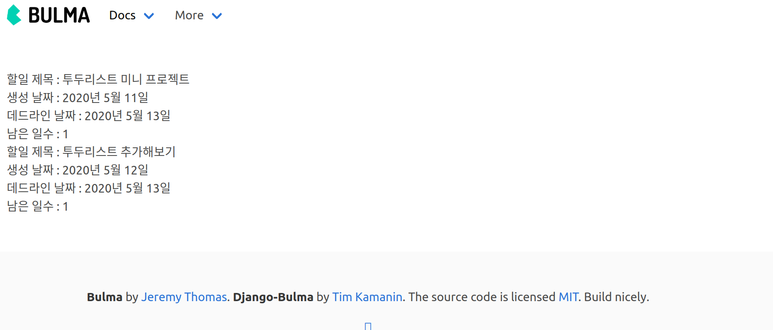 BULMA Docs More
할일 제목 : 투두리스트 미니 프로젝트
생성 날짜 : 2020년 5월 11일
데드라인 날짜 : 2020년 5월 13일
남은 일수 : 1
할일 제목 : 투두리스트 추가해보기
생성 날짜 : 2020년 5월 12일
데드라인 날짜 : 2020년 5월 13일
남은 일수 : 1
Bulma by Jeremy Thomas. Django-Bulma by Tim Kamanin. The source code is licensed MIT. Build nicely.